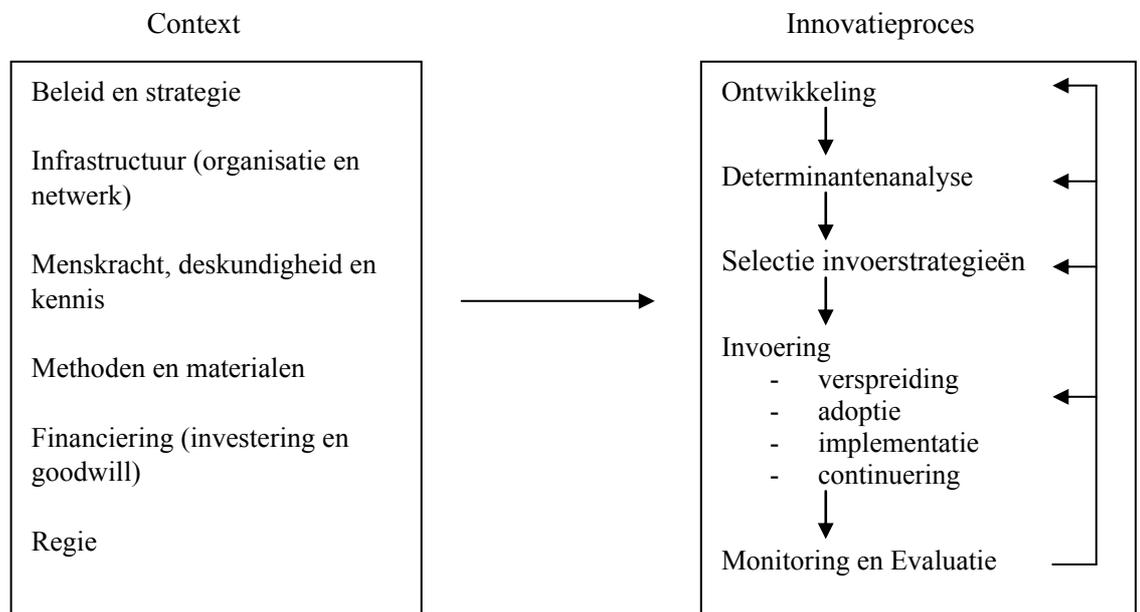 Context
Beleid en strategie
Infrastructuur (organisatie en
netwerk)
Menskracht, deskundigheid en
kennis
Methoden en materialen
Financiering (investering en
goodwill)
Regie
Innovatieproces
Ontwikkeling
Determinantenanalyse
Selectie invoerstrategieën
Invoering
- verspreiding
- adoptie
- implementatie
- continuering
Monitoring en Evaluatie